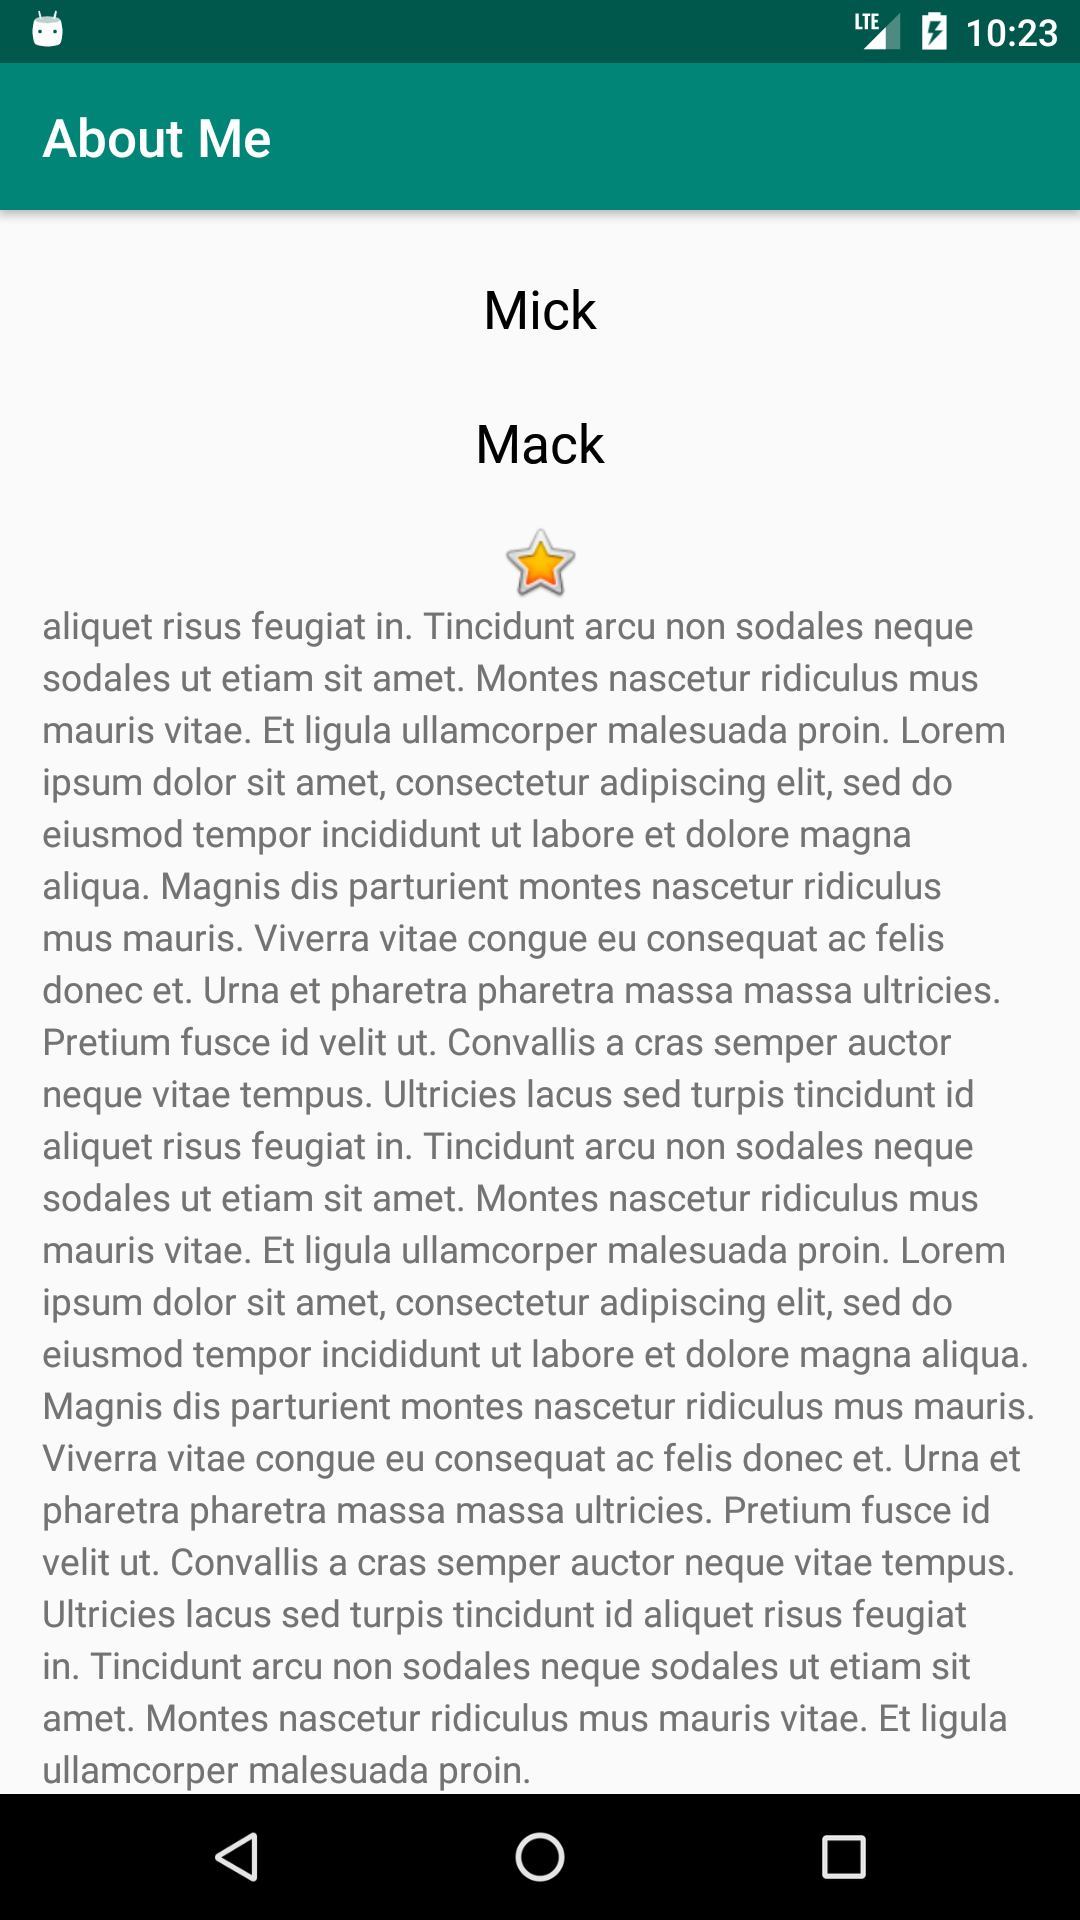 LTE 10:23
About Me
Mick
Mack
aliquet risus feugiat in. Tincidunt arcu non sodales neque
sodales ut etiam sit amet. Montes nascetur ridiculus mus
mauris vitae. Et ligula ullamcorper malesuada proin. Lorem
ipsum dolor sit amet, consectetur adipiscing elit, sed do
eiusmod tempor incididunt ut labore et dolore magna
aliqua. Magnis dis parturient montes nascetur ridiculus
mus mauris. Viverra vitae congue eu consequat ac felis
donec et. Urna et pharetra pharetra massa massa ultricies.
Pretium fusce id velit ut. Convallis a cras semper auctor
neque vitae tempus. Ultricies lacus sed turpis tincidunt id
aliquet risus feugiat in. Tincidunt arcu non sodales neque
sodales ut etiam sit amet. Montes nascetur ridiculus mus
mauris vitae. Et ligula ullamcorper malesuada proin. Lorem
ipsum dolor sit amet, consectetur adipiscing elit, sed do
eiusmod tempor incididunt ut labore et dolore magna aliqua.
Magnis dis parturient montes nascetur ridiculus mus mauris.
Viverra vitae congue eu consequat ac felis donec et. Urna et
pharetra pharetra massa massa ultricies. Pretium fusce id
velit ut. Convallis a cras semper auctor neque vitae tempus.
Ultricies lacus sed turpis tincidunt id aliquet risus feugiat
in. Tincidunt arcu non sodales neque sodales ut etiam sit
amet. Montes nascetur ridiculus mus mauris vitae. Et ligula
ullamcorper malesuada proin.